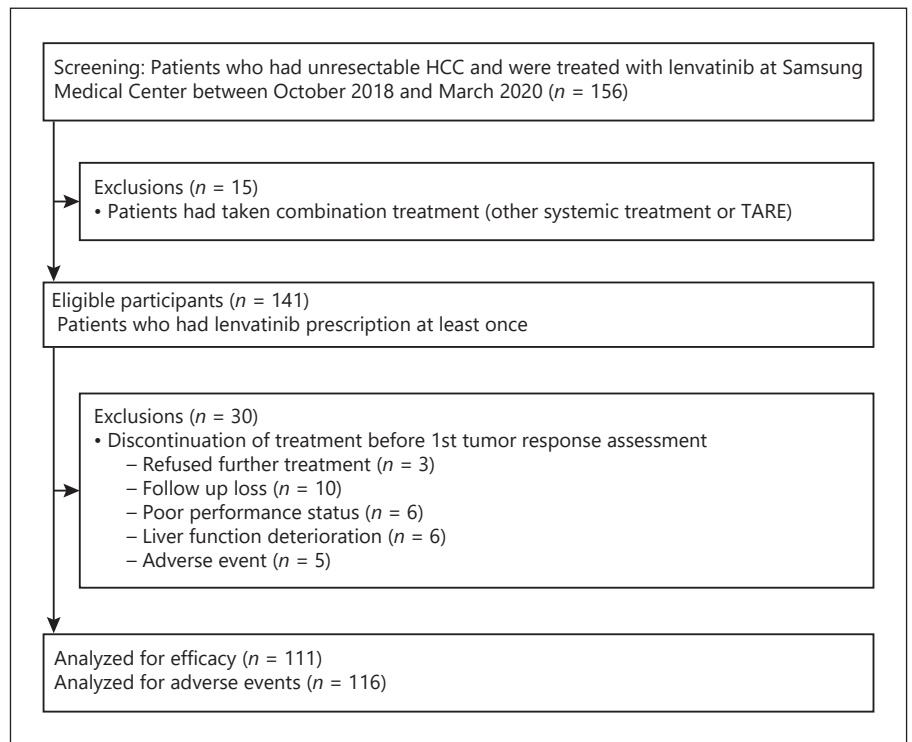 Screening: Patients who had unresectable HCC and were treated with lenvatinib at Samsung
Medical Center between October 2018 and March 2020 (n = 156)
Exclusions (n = 15)
• Patients had taken combination treatment (other systemic treatment or TARE)
Eligible participants (n = 141)
Patients who had lenvatinib prescription at least once
Exclusions (n = 30)
• Discontinuation of treatment before 1st tumor response assessment
– Refused further treatment (n = 3)
– Follow up loss (n = 10)
– Poor performance status (n = 6)
– Liver function deterioration (n = 6)
– Adverse event (n = 5)
Analyzed for efficacy (n = 111)
Analyzed for adverse events (n = 116)